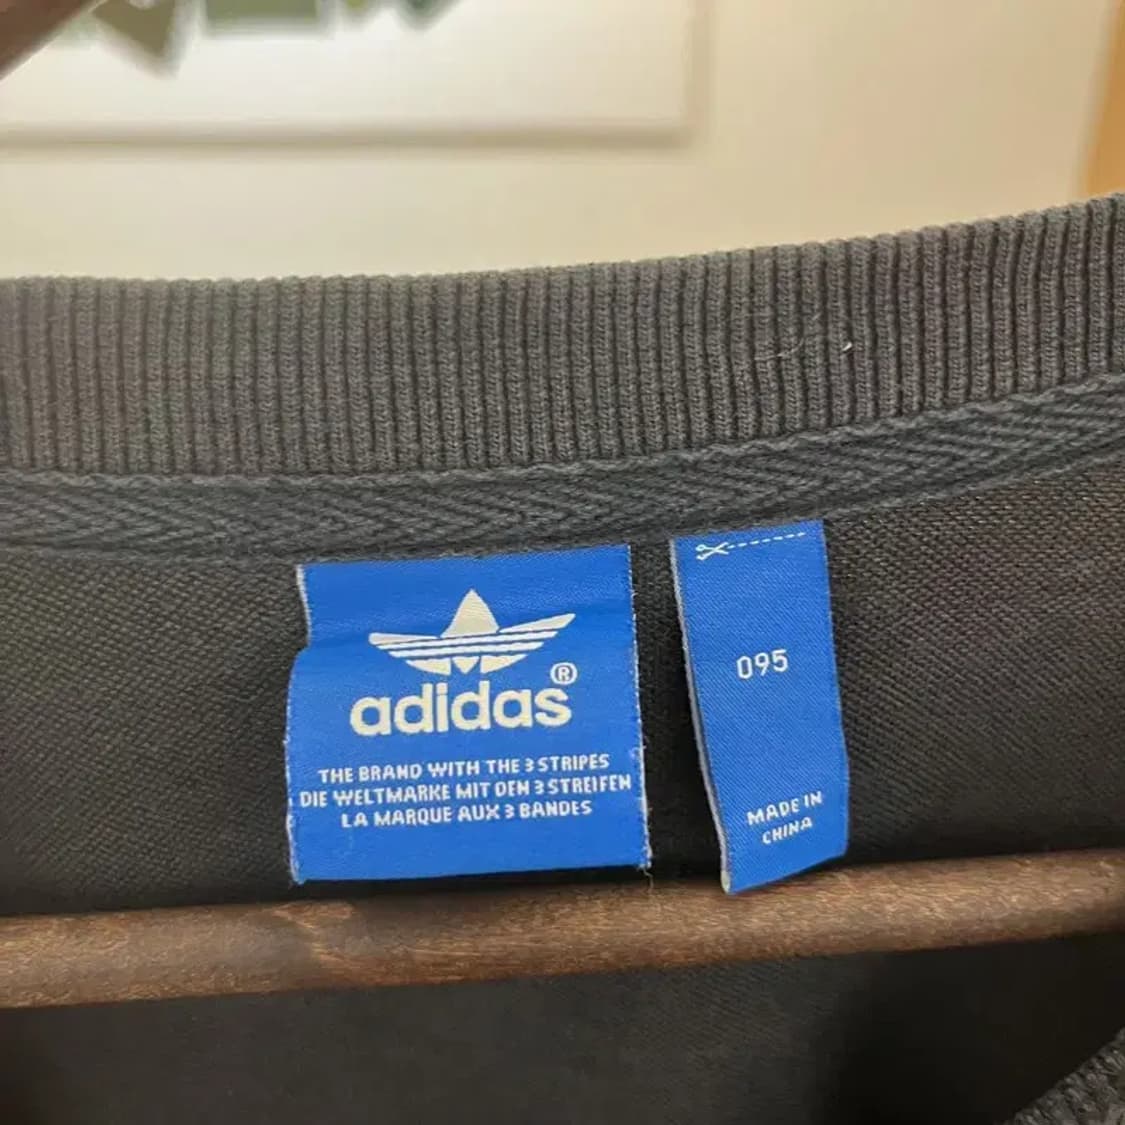 adidas®
THE BRAND WITH THE 3 STRIPES
DIE WELTMARKE MIT DEN 3 STREIFEN
LA MARQUE AUX 3 BANDES
095
MADE IN
CHINA